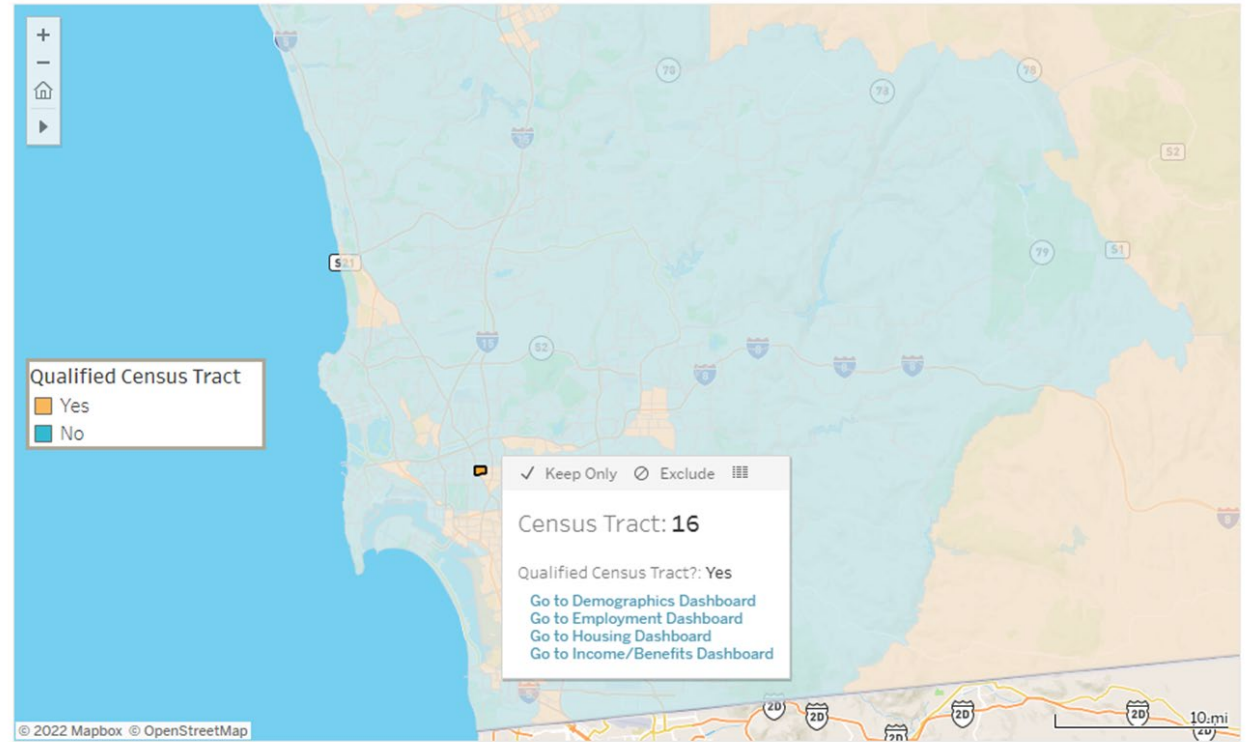 +
−
5
78
78
78
15
S2
S21
79
S1
15
52
8
8
8
8
Qualified Census Tract
Yes
No
Keep Only Exclude
Census Tract: 16
Qualified Census Tract?: Yes
8
Go to Demographics Dashboard
Go to Employment Dashboard
Go to Housing Dashboard
Go to Income/Benefits Dashboard
2D
2D
2D
2D
2D
10 mi
2D
© 2022 Mapbox © OpenStreetMap